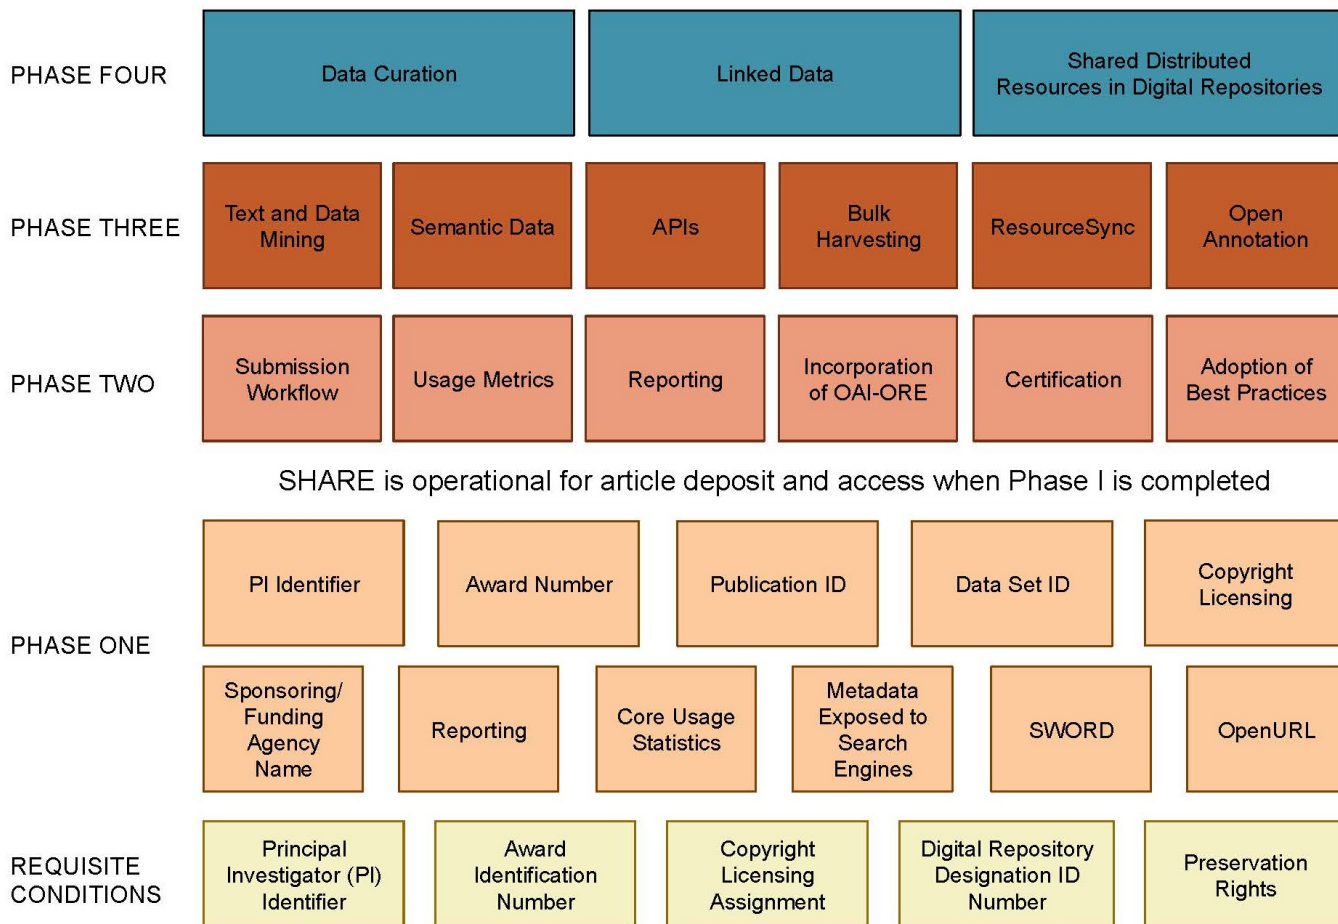 PHASE FOUR
Data Curation
Linked Data
Shared Distributed
Resources in Digital Repositories
PHASE THREE
Text and Data
Mining
Semantic Data
APIs
Bulk
Harvesting
ResourceSync
Open
Annotation
PHASE TWO
Submission
Workflow
Usage Metrics
Reporting
Incorporation
of OAI-ORE
Certification
Adoption of
Best Practices
SHARE is operational for article deposit and access when Phase I is completed
PHASE ONE
PI Identifier
Award Number
Publication ID
Data Set ID
Copyright
Licensing
Sponsoring/
Funding
Agency
Name
Reporting
Core Usage
Statistics
Metadata
Exposed to
Search
Engines
SWORD
OpenURL
REQUISITE
CONDITIONS
Principal
Investigator (PI)
Identifier
Award
Identification
Number
Copyright
Licensing
Assignment
Digital Repository
Designation ID
Number
Preservation
Rights